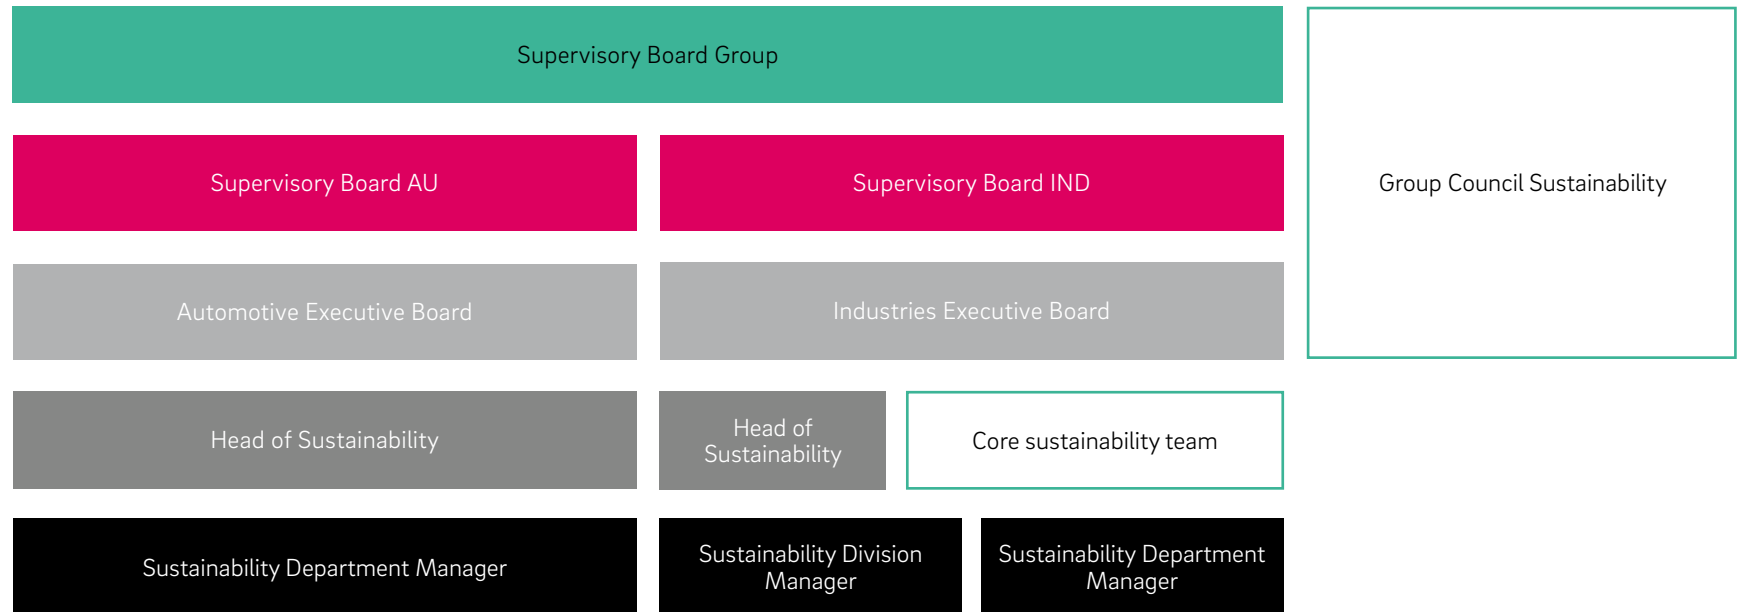 Supervisory Board Group
Supervisory Board AU
Supervisory Board IND
Group Council Sustainability
Automotive Executive Board
Industries Executive Board
Head of Sustainability
Head of
Sustainability
Core sustainability team
Sustainability Department Manager
Sustainability Division
Manager
Sustainability Department
Manager